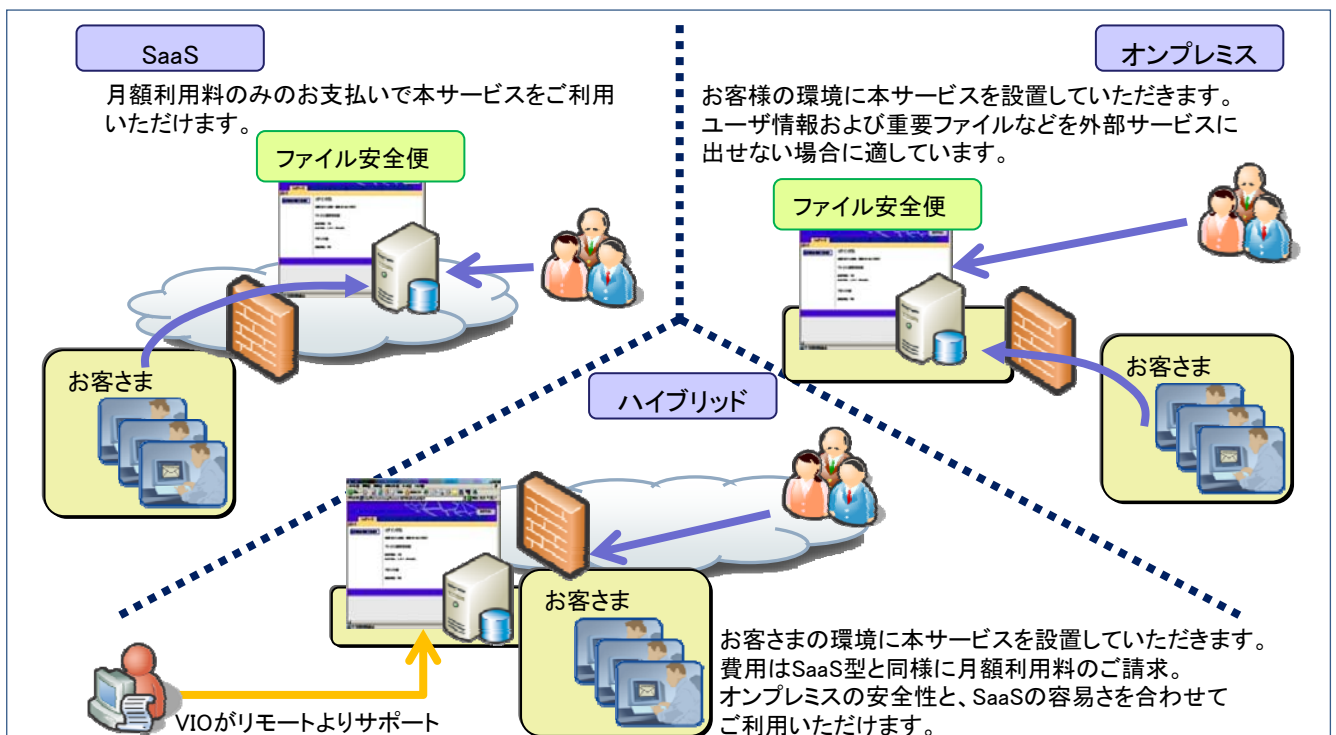 SaaS
月額利用料のみのお支払いで本サービスをご利用
いただけます。
ファイル安全便
お客さま
オンプレミス
お客様の環境に本サービスを設置していただきます。
ユーザ情報および重要ファイルなどを外部サービスに
出せない場合に適しています。
ファイル安全便
お客さま
ハイブリッド
お客さま
VIOがリモートよりサポート
お客さまの環境に本サービスを設置していただきます。
費用はSaaS型と同様に月額利用料のご請求。
オンプレミスの安全性と、SaaSの容易さを合わせて
ご利用いただけます。